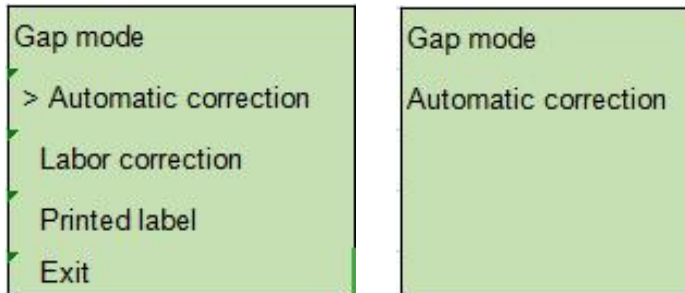 Gap mode
> Automatic correction
Labor correction
Printed label
Exit
Gap mode
Automatic correction